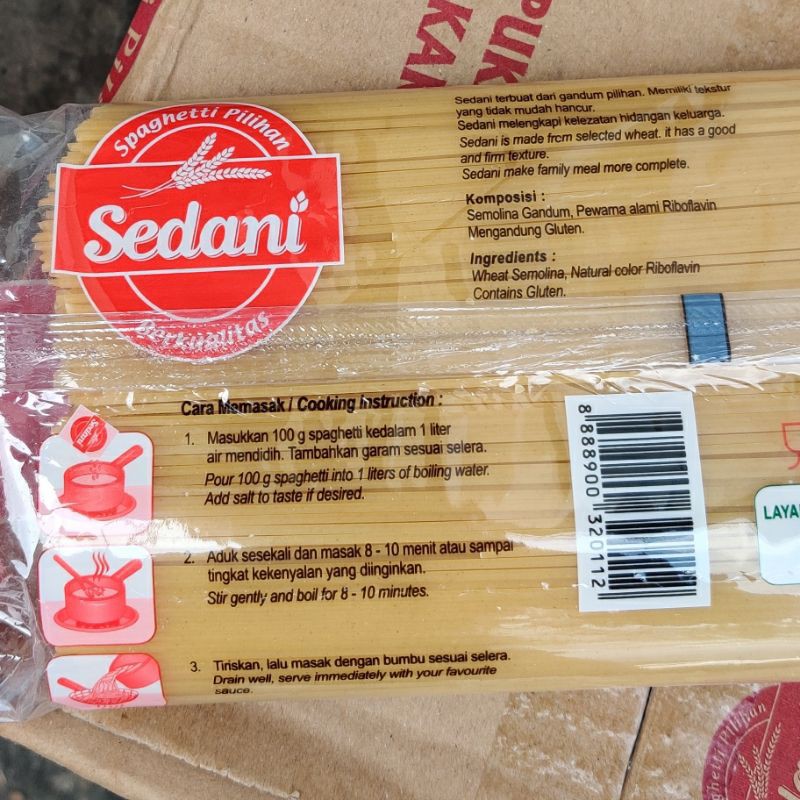 PUK
KA
Spaghetti Pilihan
Sedani
Berkualitas
Sedani terbuat dari gandum pilihan. Memiliki tekstur
yang tidak mudah hancur.
Sedani melengkapi kelezatan hidangan keluarga.
Sedani is made from selected wheat. it has a good
and firm texture.
Sedani make family meal more complete.
Komposisi :
Semolina Gandum, Pewarna alami Riboflavin
Mengandung Gluten.
Ingredients :
Wheat Semolina, Natural color Riboflavin
Contains Gluten.
Cara Memasak / Cooking Instruction :
1. Masukkan 100 g spaghetti kedalam 1 liter
air mendidih. Tambahkan garam sesuai selera.
Pour 100 g spaghetti into 1 liters of boiling water.
Add salt to taste if desired.
2. Aduk sesekali dan masak 8 - 10 menit atau sampai
tingkat kekenyalan yang diinginkan.
Stir gently and boil for 8 - 10 minutes.
3. Tiriskan, lalu masak dengan bumbu sesuai selera.
Drain well, serve immediately with your favourite
sauce.
Sedani
8 888900 320112
LAYA
ghetti Pilihan